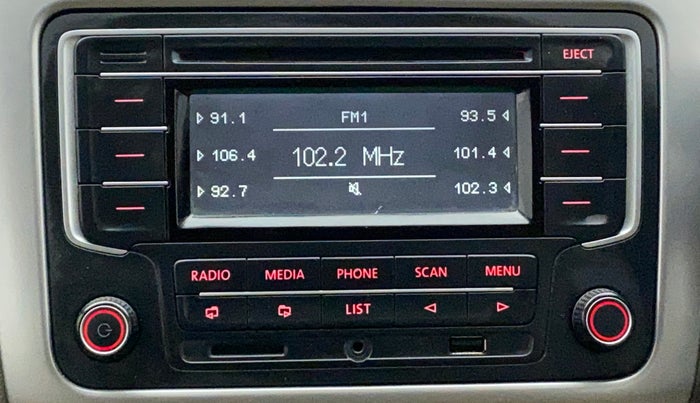 EJECT
91.1 FM1 93.5
106.4 102.2 MHz 101.4
92.7 102.3
RADIO MEDIA PHONE SCAN MENU
LIST